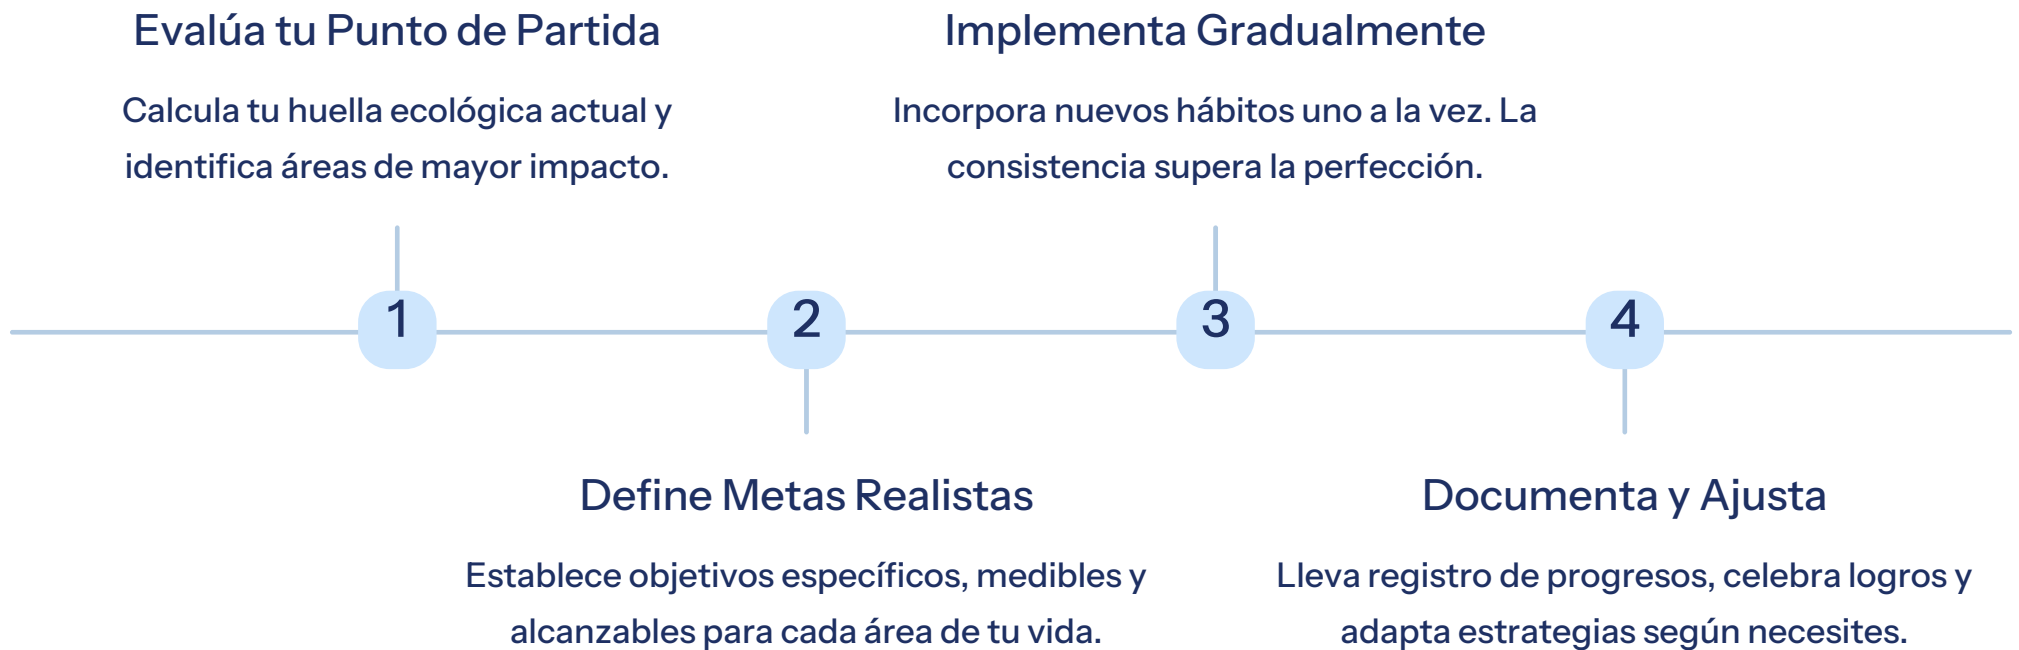 Evalúa tu Punto de Partida
Calcula tu huella ecológica actual y
identifica áreas de mayor impacto.
1
Define Metas Realistas
Establece objetivos específicos, medibles y
alcanzables para cada área de tu vida.
2
Implementa Gradualmente
Incorpora nuevos hábitos uno a la vez. La
consistencia supera la perfección.
3
Documenta y Ajusta
Lleva registro de progresos, celebra logros y
adapta estrategias según necesites.
4